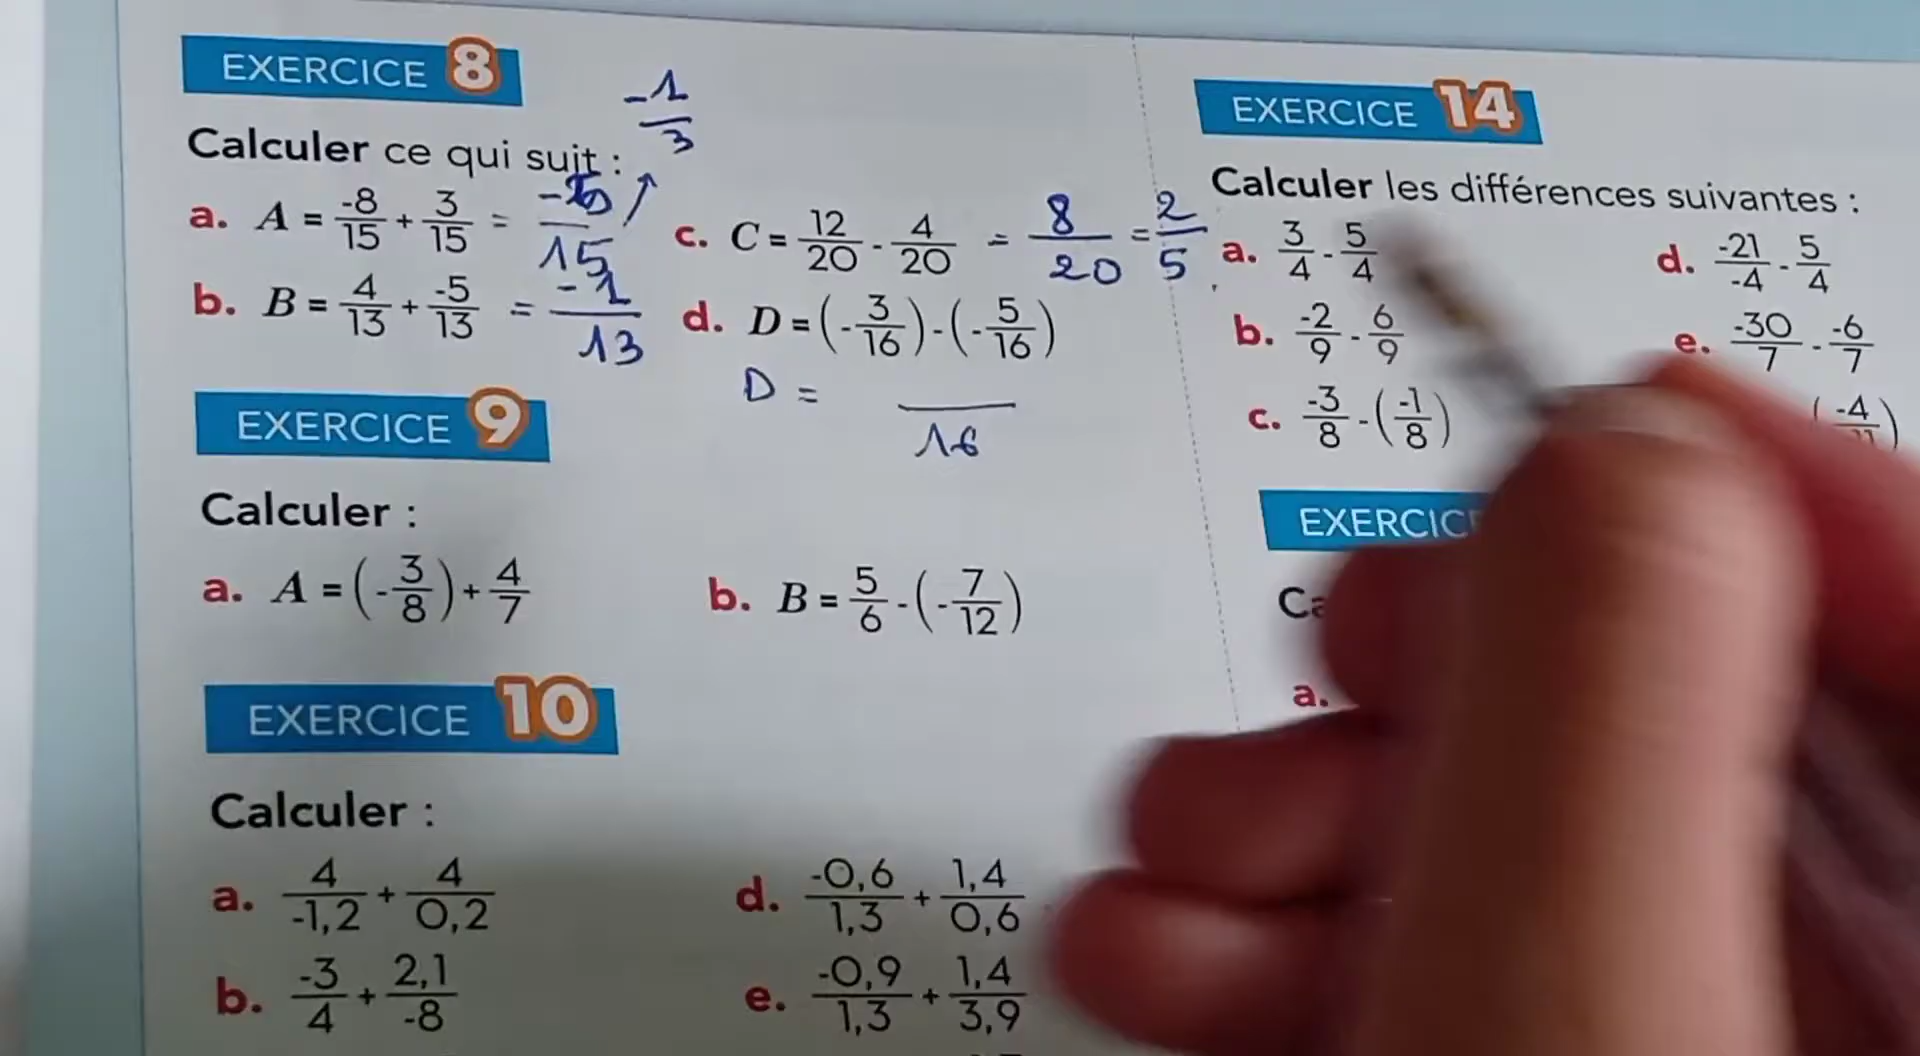 EXERCICE 8
-1/3
Calculer ce qui suit :
a. A = -8/15 + 3/15 = -5/15
b. B = 4/13 + -5/13 = -1/13
c. C = 12/20 - 4/20 = 8/20 = 2/5
d. D = (-3/16) - (-5/16)
D = /16
EXERCICE 9
Calculer :
a. A = (-3/8) + 4/7
b. B = 5/6 - (-7/12)
EXERCICE 10
Calculer :
a. 4/-1,2 + 4/0,2
b. -3/4 + 2,1/-8
d. -0,6/1,3 + 1,4/0,6
e. -0,9/1,3 + 1,4/3,9
EXERCICE 14
Calculer les différences suivantes :
a. 3/4 - 5/4
b. -2/9 - 6/9
c. -3/8 - (-1/8)
d. -21/-4 - 5/4
e. -30/7 - -6/7
a.